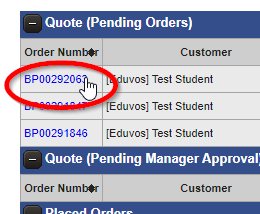 Quote (Pending Orders)
Order Number Customer
BP00292067 [Eduvos] Test Student
[Eduvos] Test Student
BP00291846 [Eduvos] Test Student
Quote (Pending Manager Approval)
Order Number Customer
Placed Orders